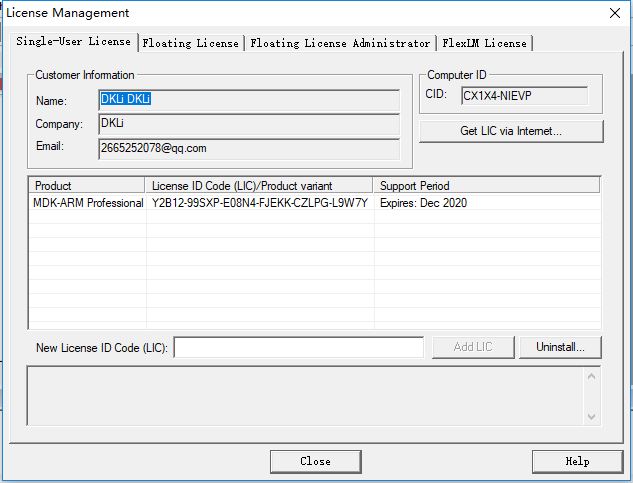 License Management
Single-User License Floating License Floating License Administrator FlexLM License
Customer Information
Name: DKLi DKLi
Company: DKLi
Email: 2665252078@qq.com
Computer ID
CID: CX1X4-NIEVP
Get LIC via Internet...
Product License ID Code (LIC)/Product variant Support Period
MDK-ARM Professional Y2B12-99SXP-E08N4-FJEKK-CZLPG-L9W7Y Expires: Dec 2020
New License ID Code (LIC): Add LIC Uninstall...
Close Help